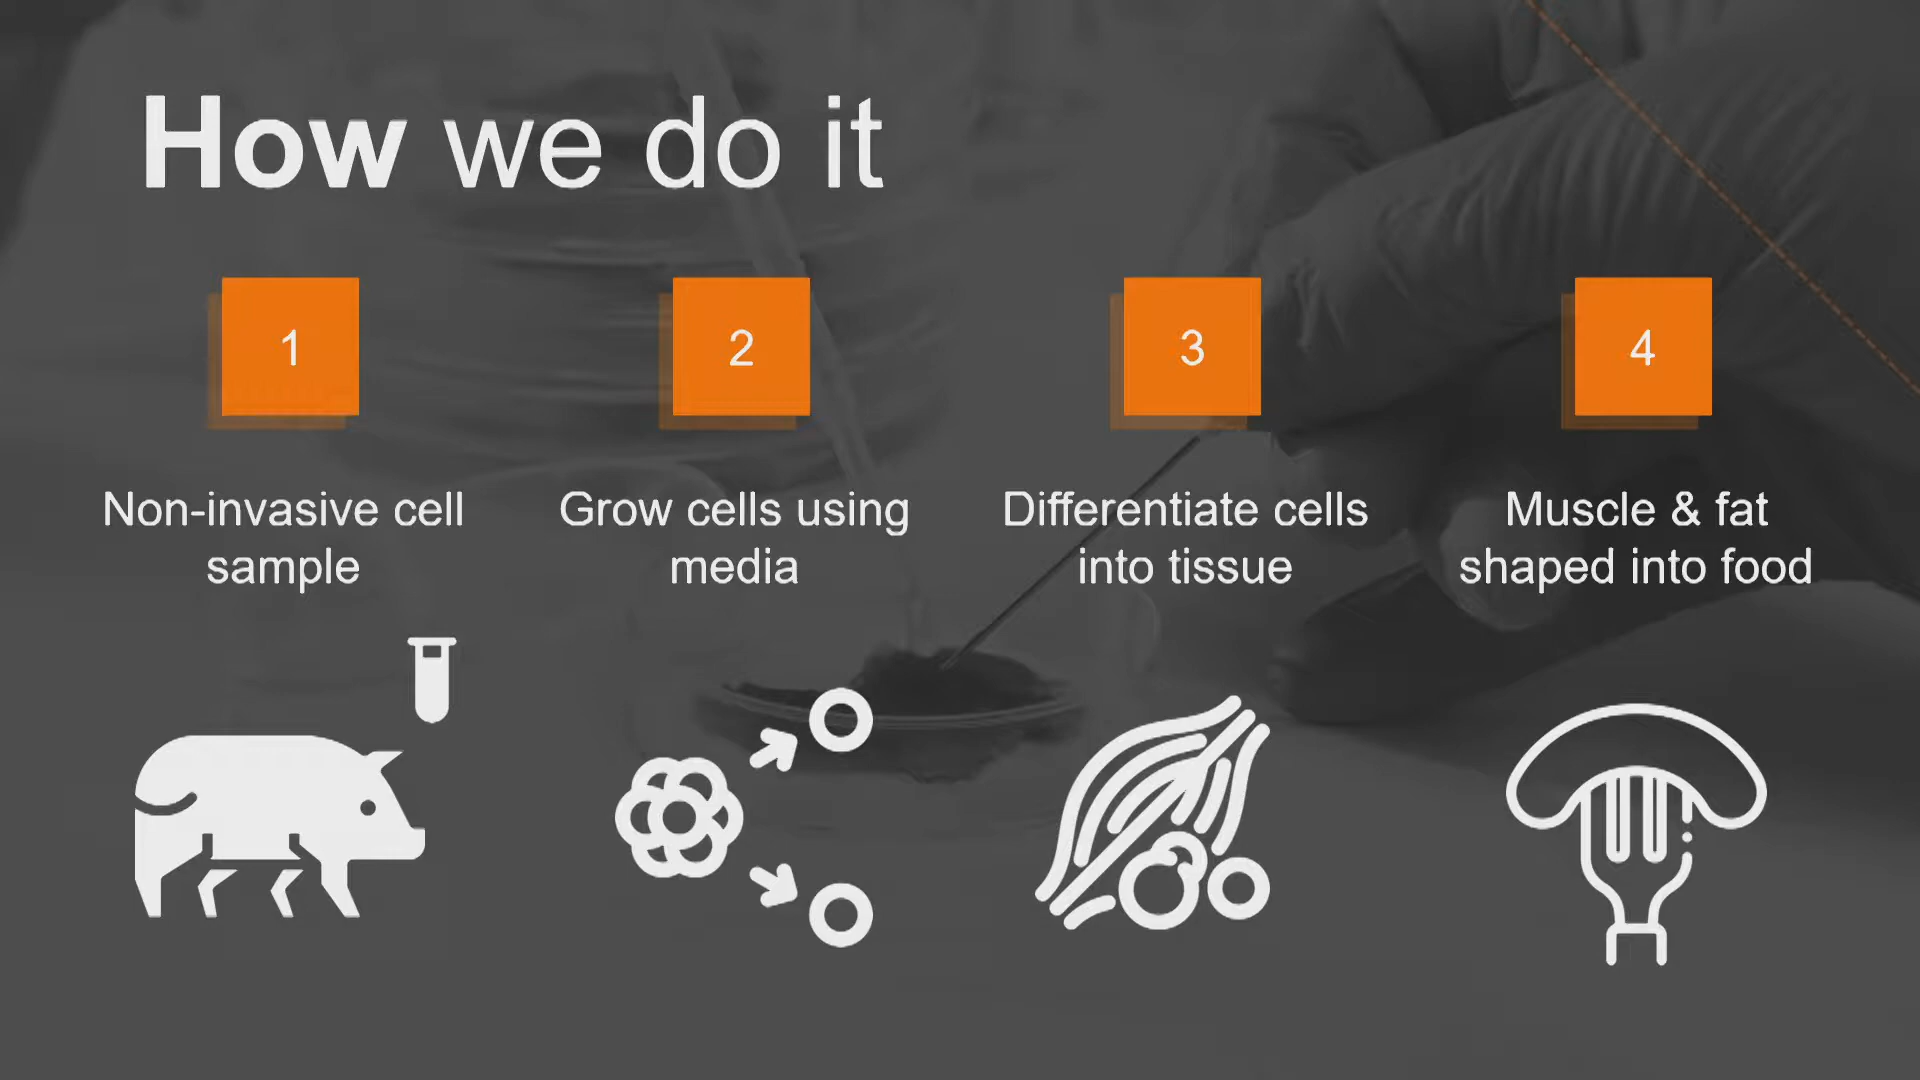 How we do it
1
2
3
4
Non-invasive cell
sample
Grow cells using
media
Differentiate cells
into tissue
Muscle & fat
shaped into food